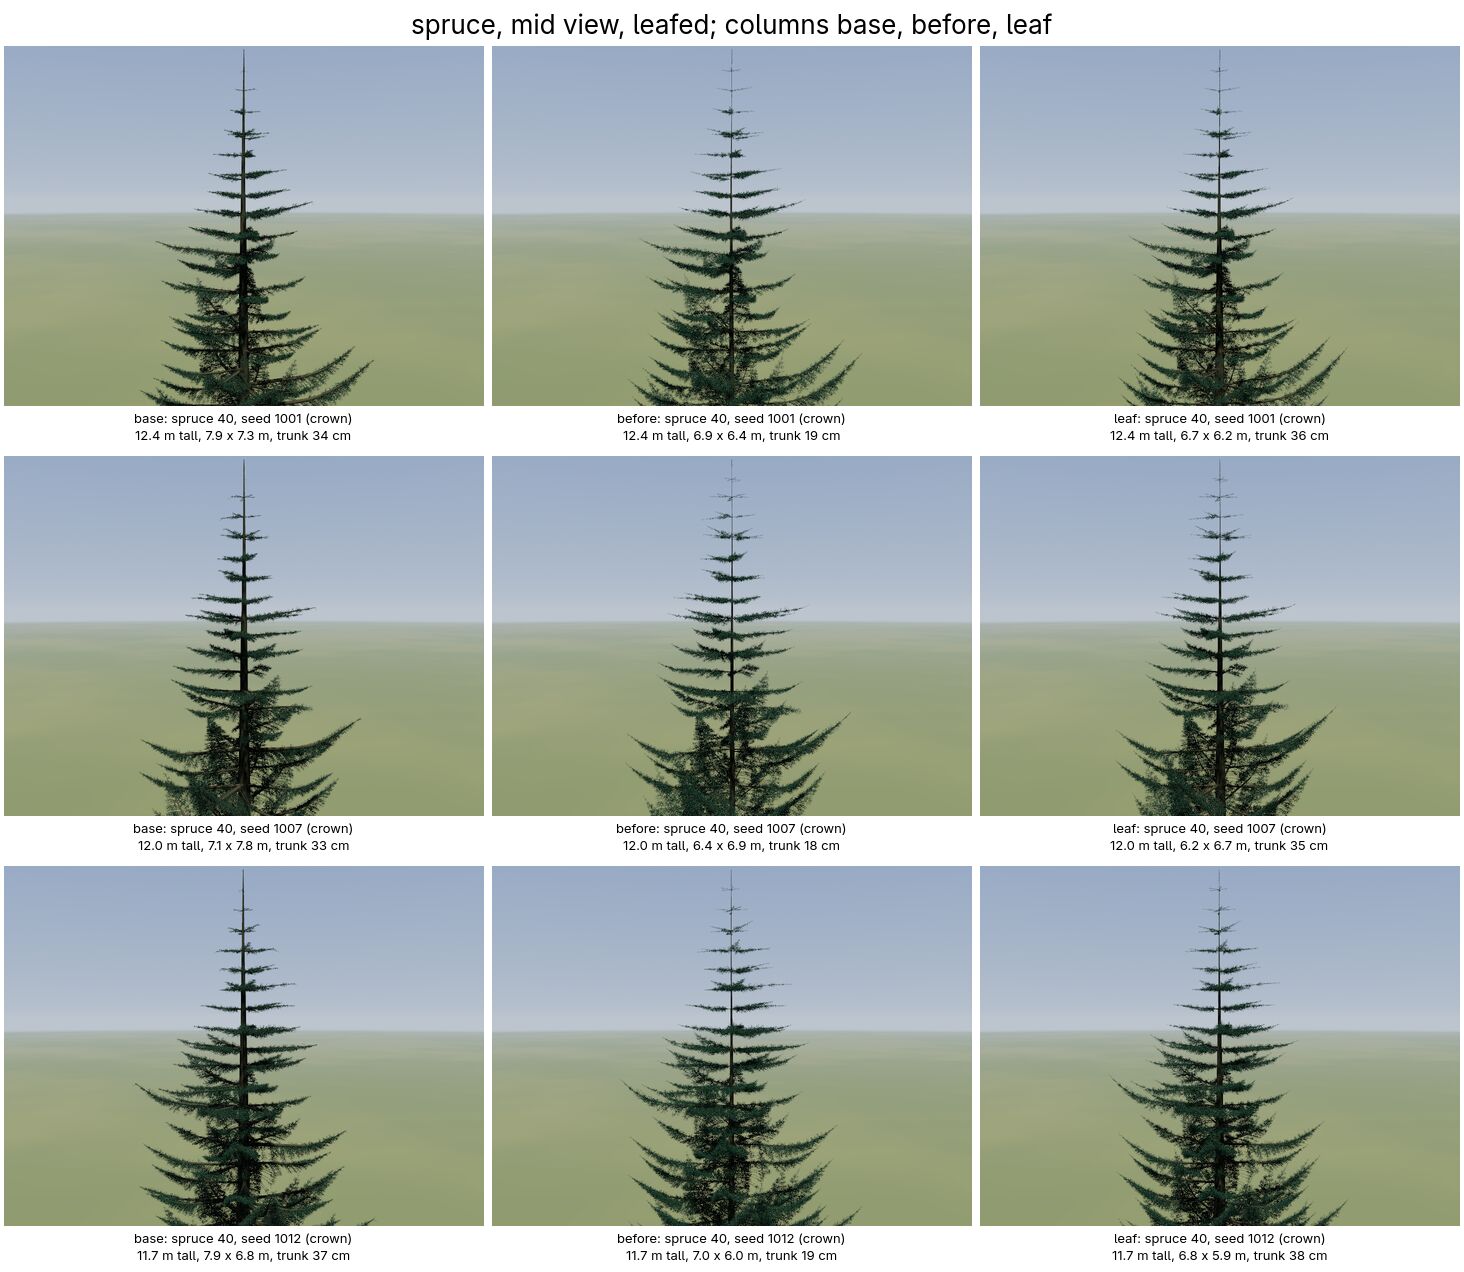 spruce, mid view, leafed; columns base, before, leaf
base: spruce 40, seed 1001 (crown)
12.4 m tall, 7.9 x 7.3 m, trunk 34 cm
before: spruce 40, seed 1001 (crown)
12.4 m tall, 6.9 x 6.4 m, trunk 19 cm
leaf: spruce 40, seed 1001 (crown)
12.4 m tall, 6.7 x 6.2 m, trunk 36 cm
base: spruce 40, seed 1007 (crown)
12.0 m tall, 7.1 x 7.8 m, trunk 33 cm
before: spruce 40, seed 1007 (crown)
12.0 m tall, 6.4 x 6.9 m, trunk 18 cm
leaf: spruce 40, seed 1007 (crown)
12.0 m tall, 6.2 x 6.7 m, trunk 35 cm
base: spruce 40, seed 1012 (crown)
11.7 m tall, 7.9 x 6.8 m, trunk 37 cm
before: spruce 40, seed 1012 (crown)
11.7 m tall, 7.0 x 6.0 m, trunk 19 cm
leaf: spruce 40, seed 1012 (crown)
11.7 m tall, 6.8 x 5.9 m, trunk 38 cm